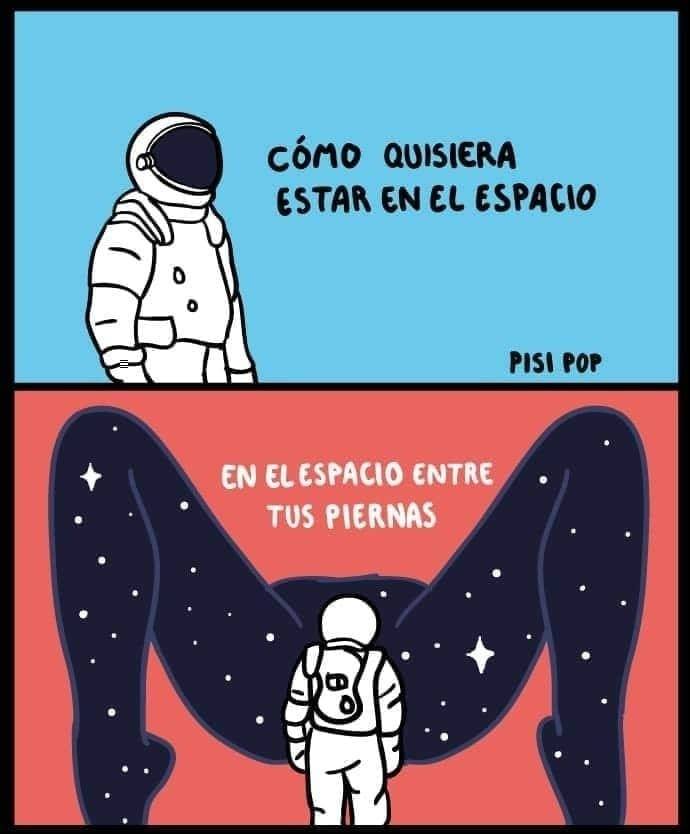 CÓMO QUISIERA
ESTAR EN EL ESPACIO
PISI POP
EN EL ESPACIO ENTRE
TUS PIERNAS